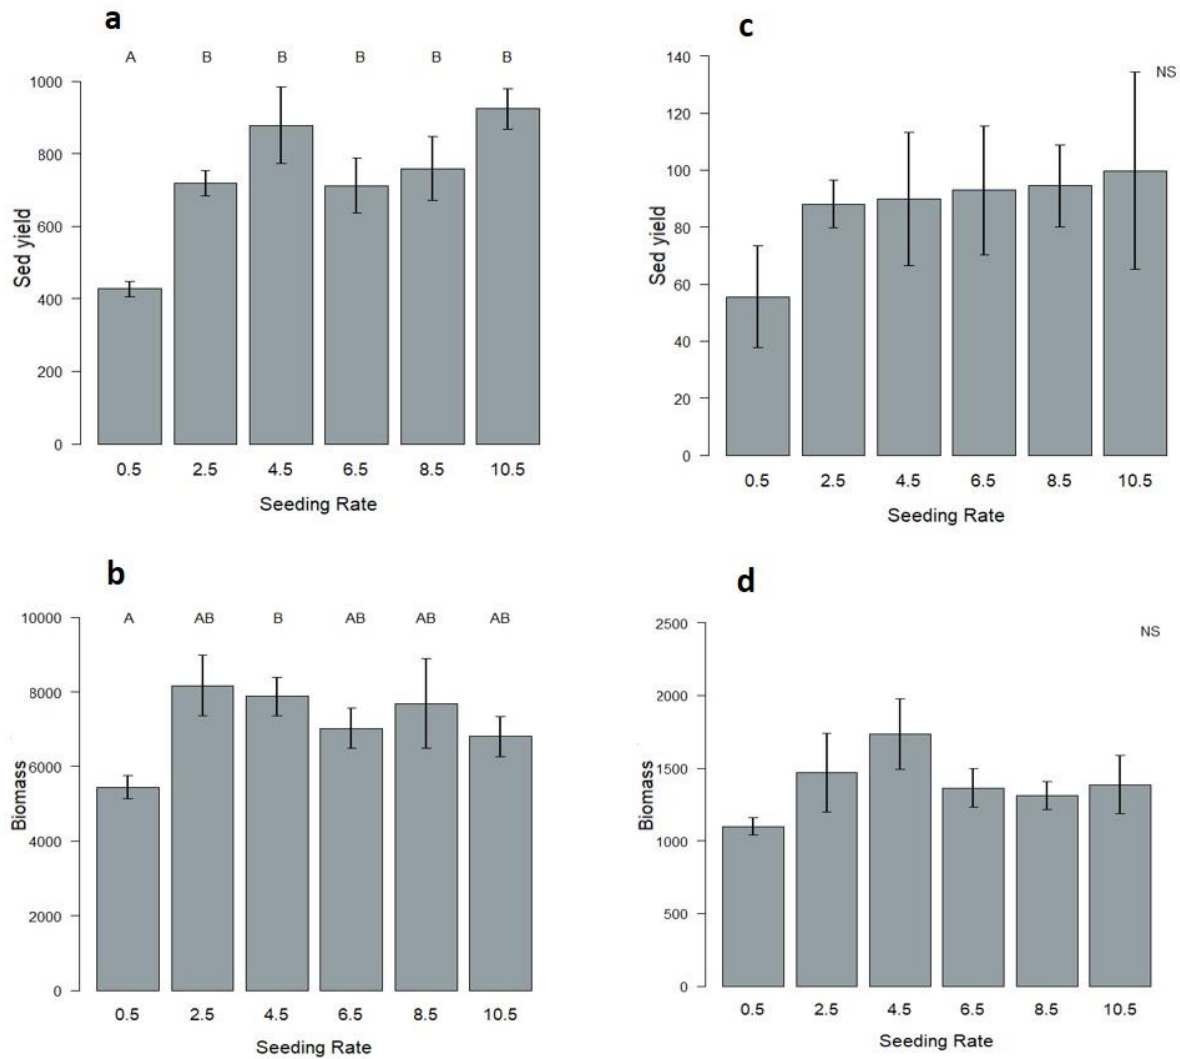 a
A B B B B B
1000
800
600
400
200
0
Sed yield
0.5 2.5 4.5 6.5 8.5 10.5
Seeding Rate
c
NS
140
120
100
80
60
40
20
0
Sed yield
0.5 2.5 4.5 6.5 8.5 10.5
Seeding Rate
b
A AB B AB AB AB
10000
8000
6000
4000
2000
0
Biomass
0.5 2.5 4.5 6.5 8.5 10.5
Seeding Rate
d
NS
2500
2000
1500
1000
500
0
Biomass
0.5 2.5 4.5 6.5 8.5 10.5
Seeding Rate